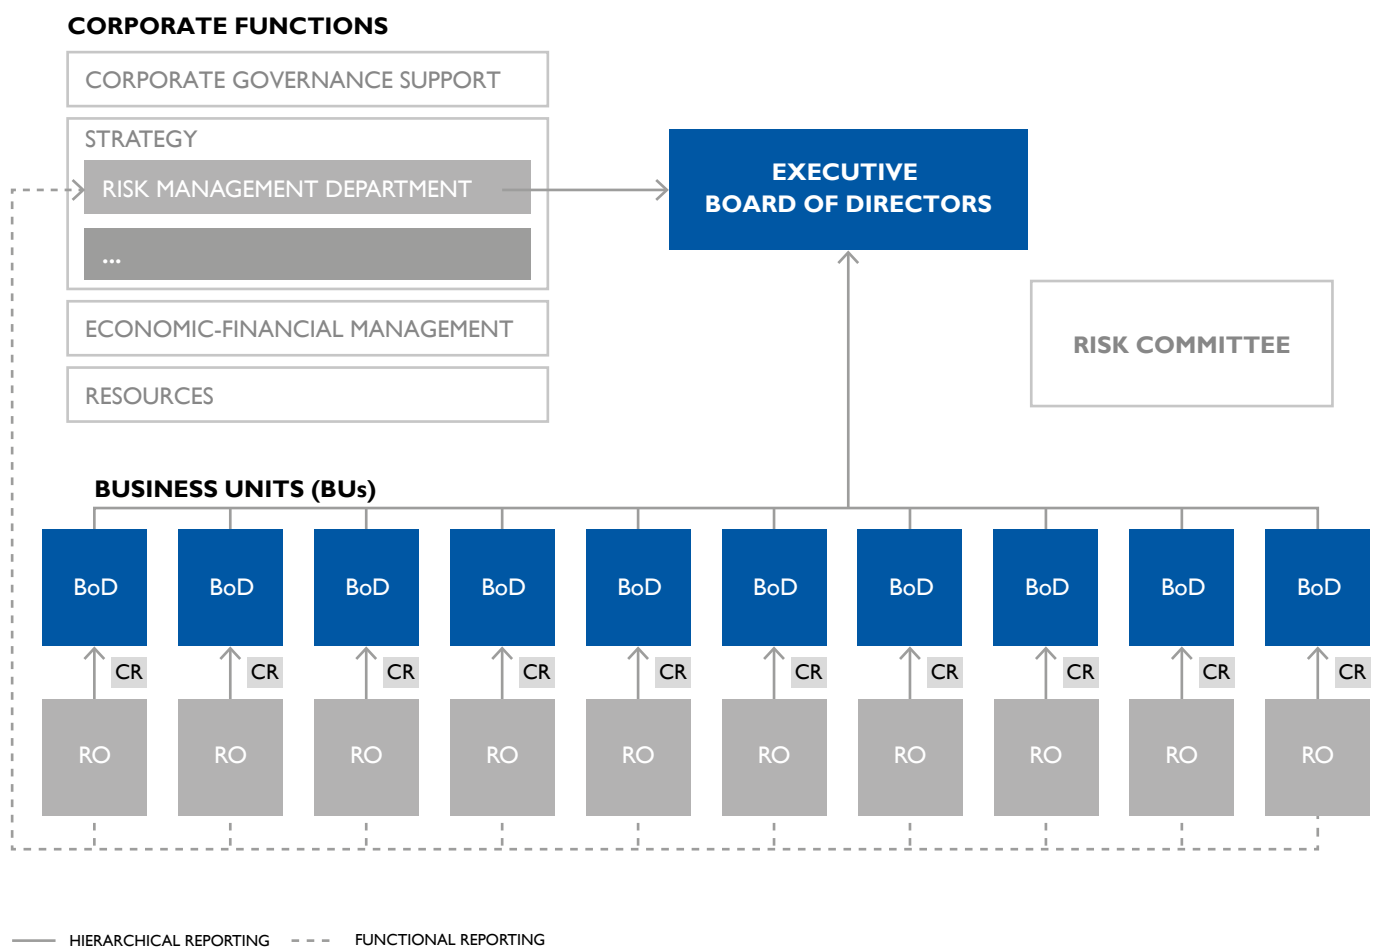 CORPORATE FUNCTIONS
CORPORATE GOVERNANCE SUPPORT
STRATEGY
RISK MANAGEMENT DEPARTMENT
...
ECONOMIC-FINANCIAL MANAGEMENT
RESOURCES
EXECUTIVE
BOARD OF DIRECTORS
RISK COMMITTEE
BUSINESS UNITS (BUs)
BoD BoD BoD BoD BoD BoD BoD BoD BoD BoD
CR CR CR CR CR CR CR CR CR CR
RO RO RO RO RO RO RO RO RO RO
HIERARCHICAL REPORTING FUNCTIONAL REPORTING